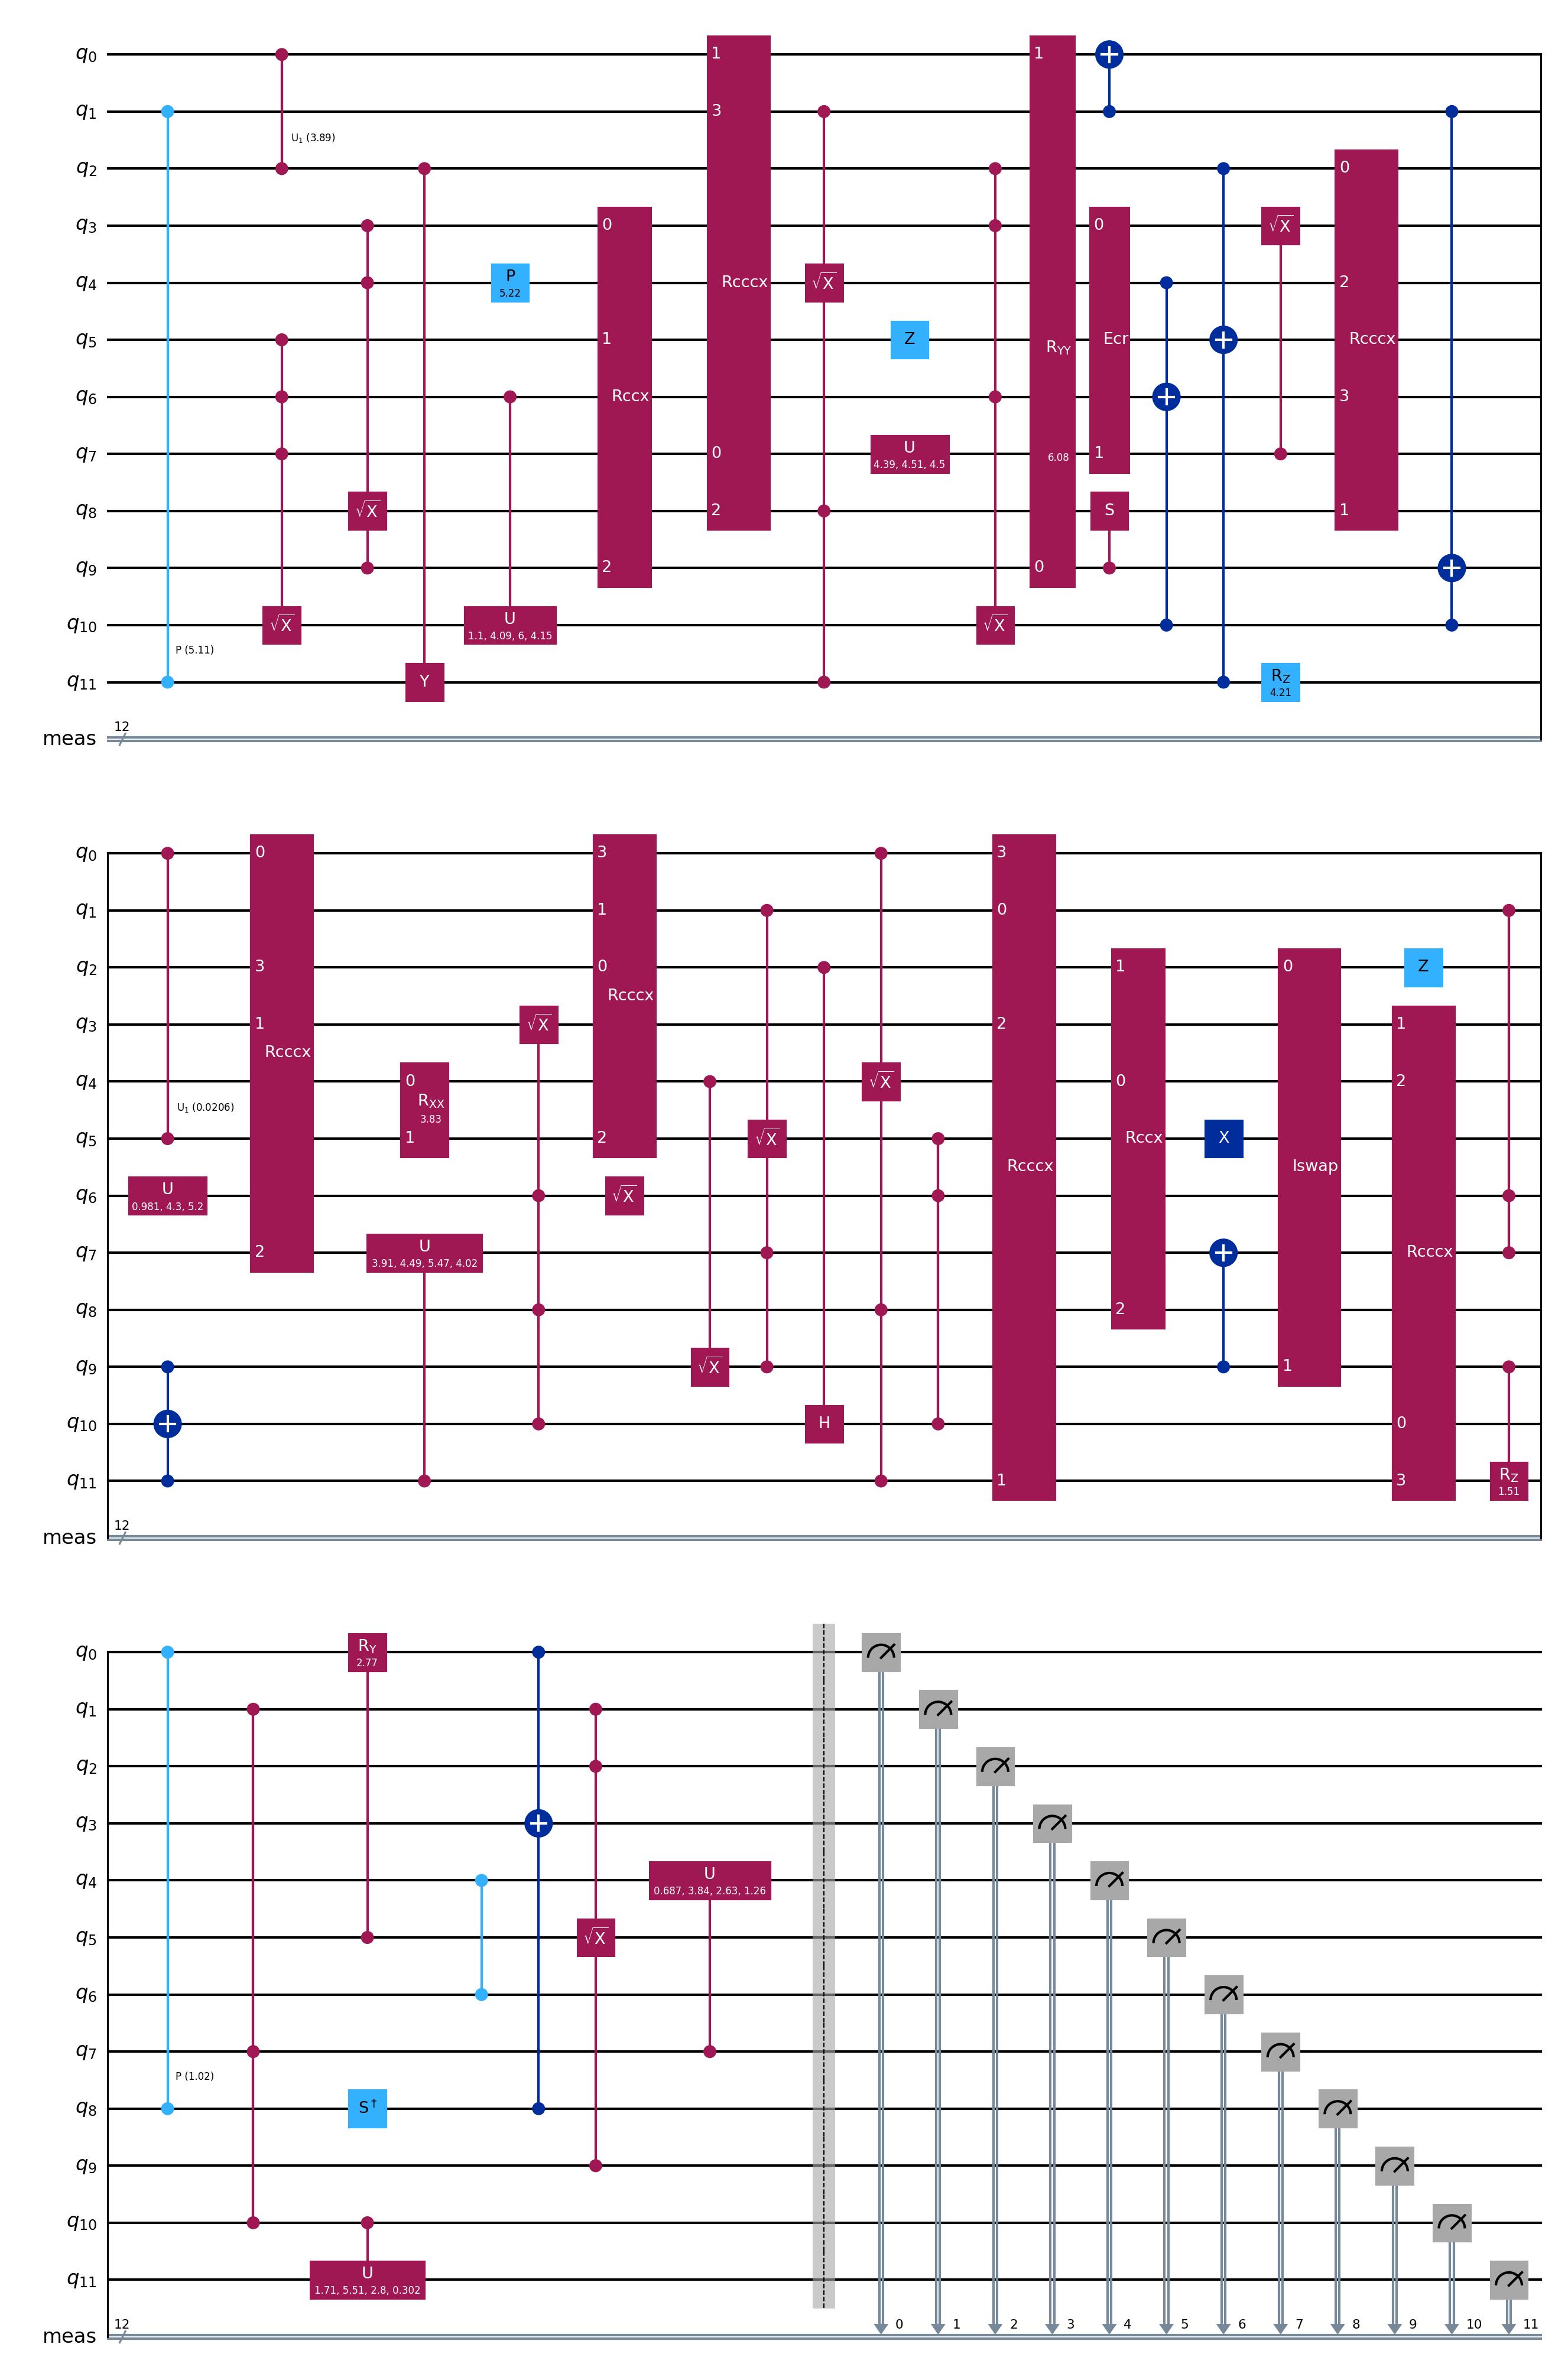 q0 1 1
q1 3
U1 (3.89)
q2 0
q3 0 0 √X
q4 P 5.22 Rcccx √X 2
q5 1 Z RYY Ecr Rcccx
q6 Rccx 3
q7 0 U 4.39, 4.51, 4.5 6.08 1
q8 √X 2 S 1
q9 2 0
q10 √X U 1.1, 4.09, 6, 4.15 √X
P (5.11)
q11 Y RZ 4.21
meas 12
q0 0 3 3
q1 1 0
q2 3 0 1 0 Z
Rcccx
q3 1 √X 2 1
Rcccx
q4 0 RXX 3.83 √X 0 2
U1 (0.0206)
q5 1 2 √X Rccx X
Rcccx Iswap
q6 U 0.981, 4.3, 5.2 √X
q7 2 U 3.91, 4.49, 5.47, 4.02 Rcccx
q8 2
q9 √X 1
q10 H 0
q11 1 3 RZ 1.51
meas 12
q0 RY 2.77
q1
q2
q3
q4 U 0.687, 3.84, 2.63, 1.26
q5 √X
q6
q7
P (1.02)
q8 S†
q9
q10
q11 U 1.71, 5.51, 2.8, 0.302
meas 12 0 1 2 3 4 5 6 7 8 9 10 11